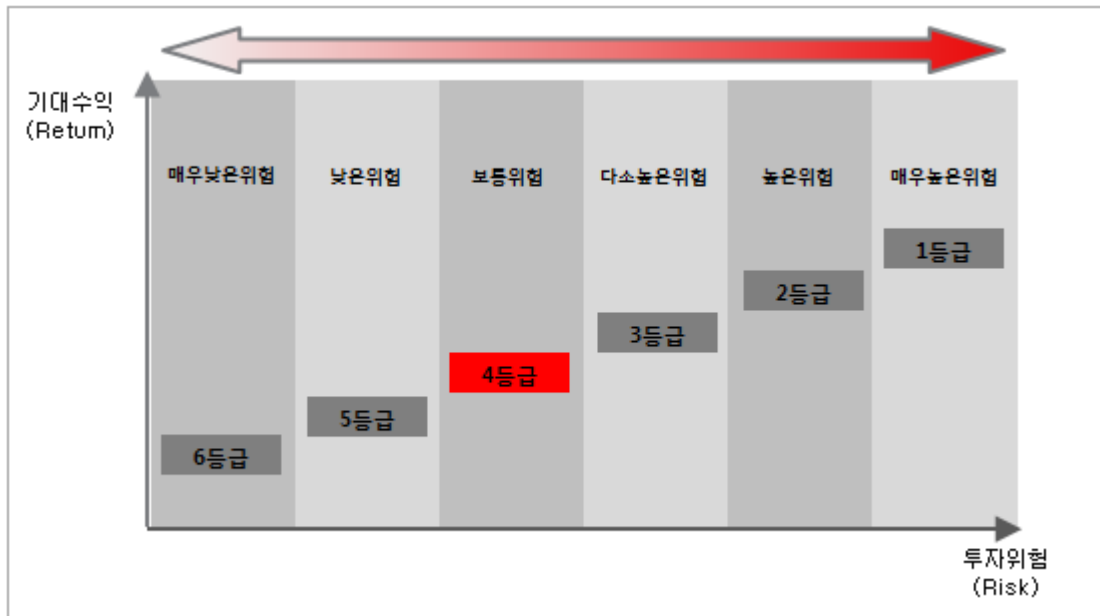 기대수익
(Retum)
매우낮은위험 낮은위험 보통위험 다소높은위험 높은위험 매우높은위험
1등급
2등급
3등급
4등급
5등급
6등급
투자위험
(Risk)